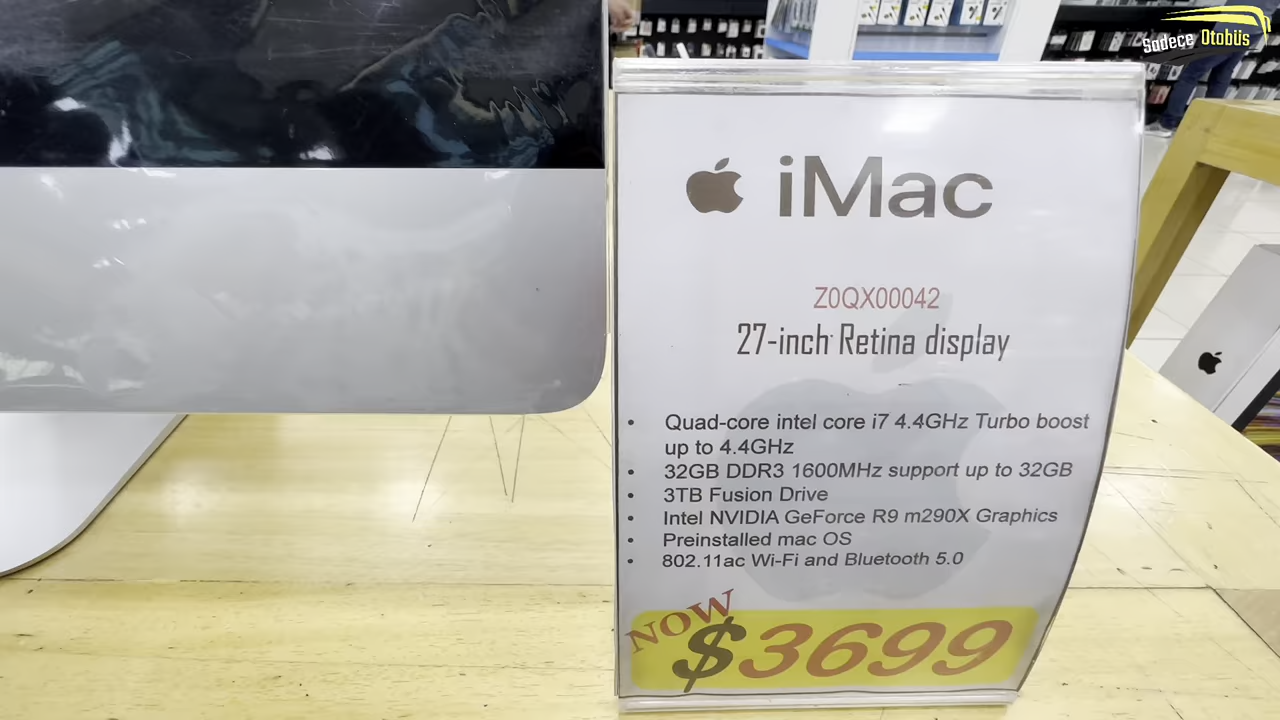 Sadece Otobüs
iMac
Z0QX00042
27-inch Retina display
• Quad-core intel core i7 4.4GHz Turbo boost
up to 4.4GHz
• 32GB DDR3 1600MHz support up to 32GB
• 3TB Fusion Drive
• Intel NVIDIA GeForce R9 m290X Graphics
• Preinstalled mac OS
• 802.11ac Wi-Fi and Bluetooth 5.0
NOW
$3699